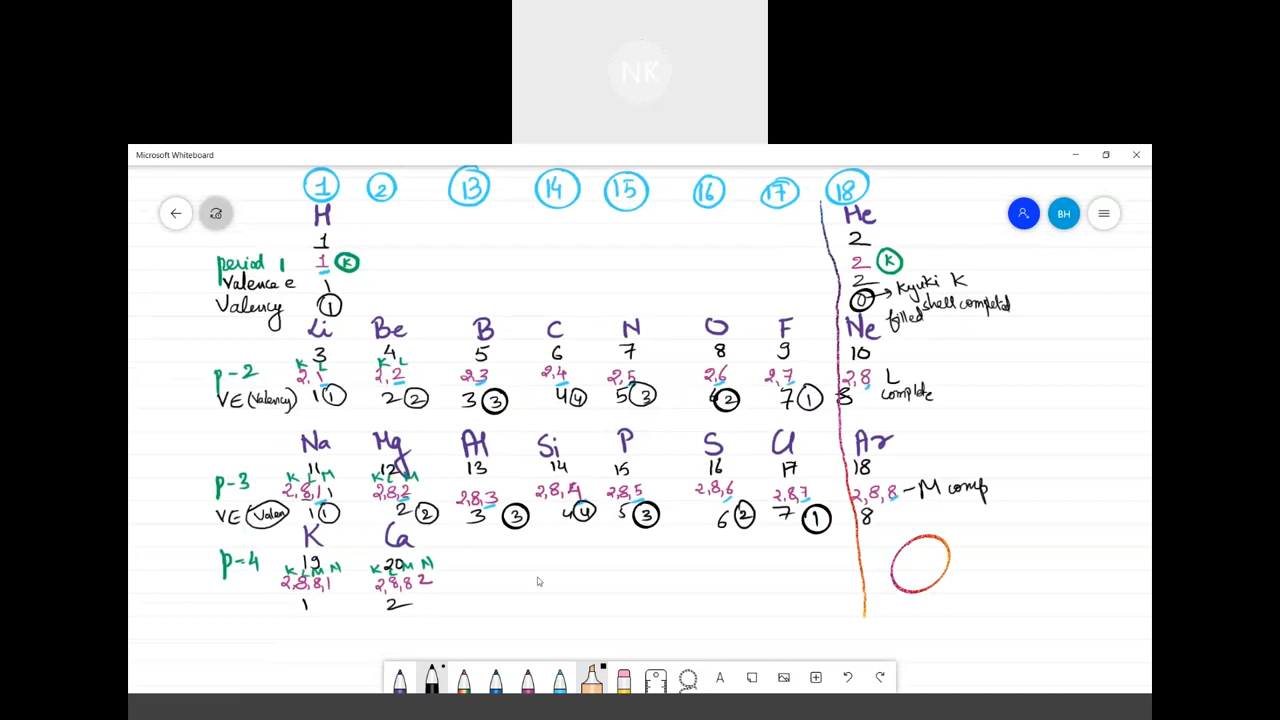 NK
Microsoft Whiteboard
1 2 13 14 15 16 17 18
H He
1 2
period 1 1 K 2 K
Valence e 1 2
Valency 1 0 → Kyuki K
shell completed
filled
Li Be B C N O F Ne
3 4 5 6 7 8 9 10
K L K L
p-2 2,1 2,2 2,3 2,4 2,5 2,6 2,7 2,8 L
complete
VE (Valency) 1 1 2 2 3 3 4 4 5 3 6 2 7 1 8
Na Mg Al Si P S Cl Ar
11 12 13 14 15 16 17 18
K L M K L M
p-3 2,8,1 1 2,8,2 2,8,3 2,8,4 2,8,5 2,8,6 2,8,7 2,8,8 - M comp
VE (Valen) 1 1 2 2 3 3 4 4 5 3 6 2 7 1 8
K Ca
p-4 19 20
K L M N K L M N
2,8,8,1 2,8,8 2
1 2
BH
A